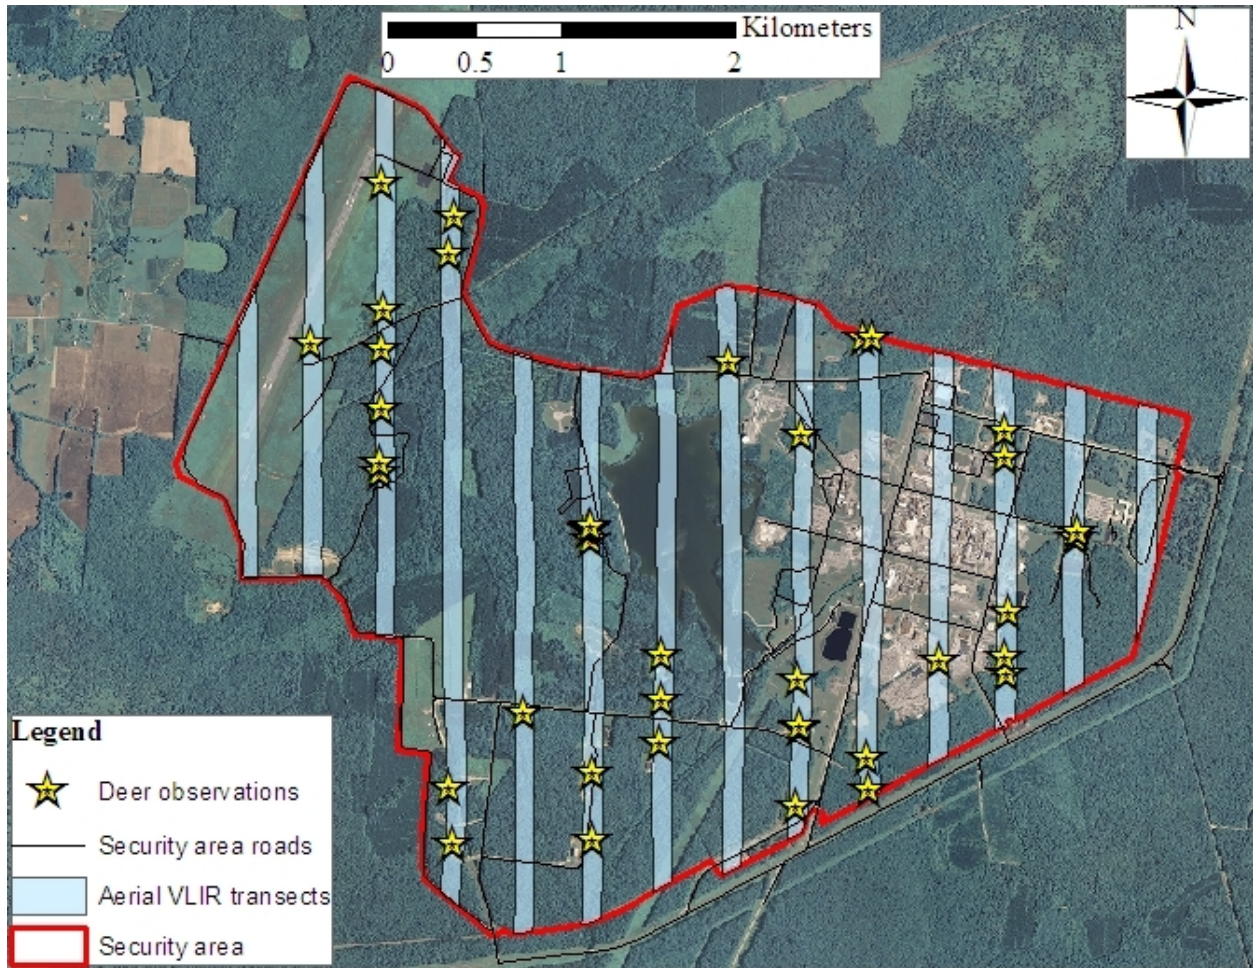 Kilometers
0 0.5 1 2
N
Legend
Deer observations
Security area roads
Aerial VLIR transects
Security area